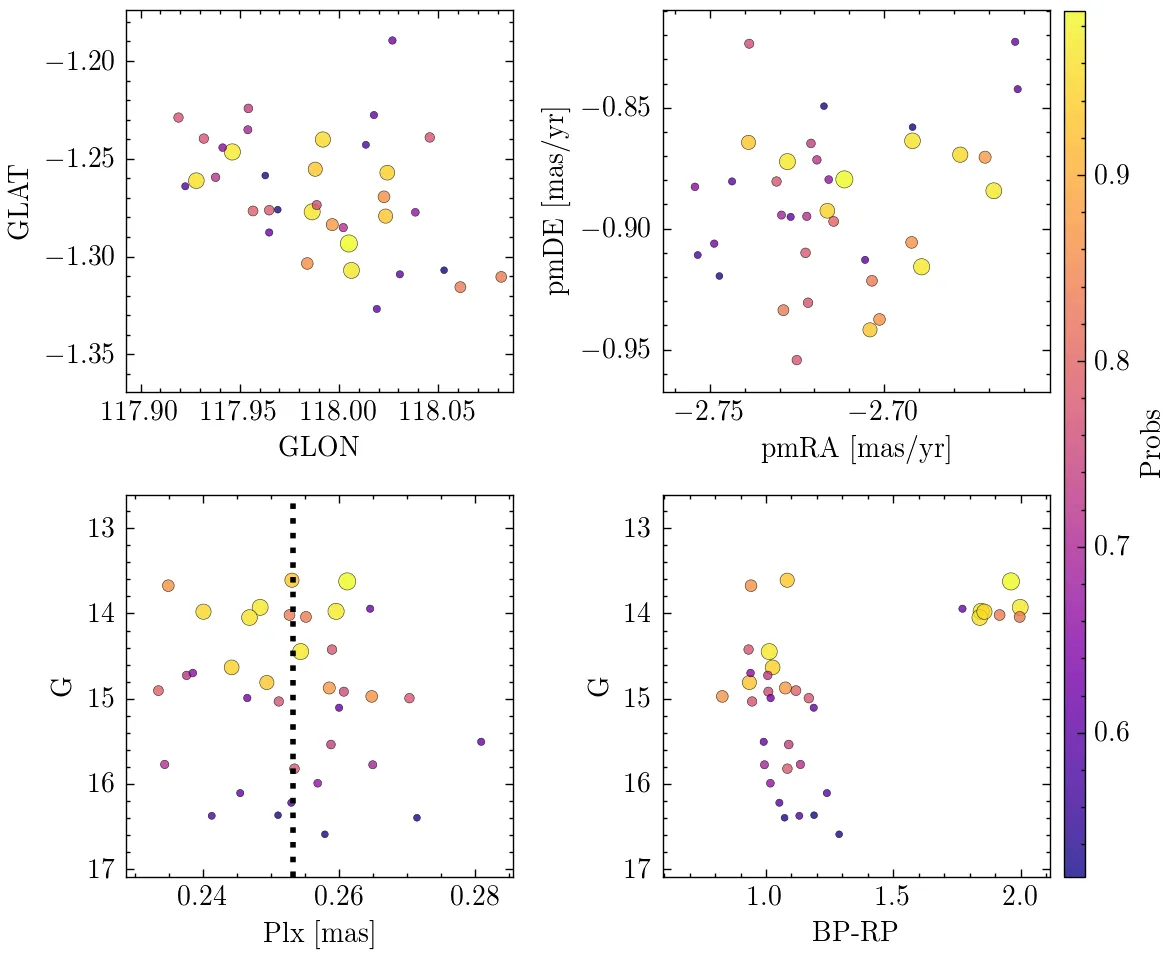 −1.20
−1.25
−1.30
−1.35
GLAT
117.90 117.95 118.00 118.05
GLON
−0.85
−0.90
−0.95
pmDE [mas/yr]
−2.75 −2.70
pmRA [mas/yr]
13
14
15
16
17
G
0.24 0.26 0.28
Plx [mas]
13
14
15
16
17
G
1.0 1.5 2.0
BP-RP
0.9
0.8
0.7
0.6
Probs